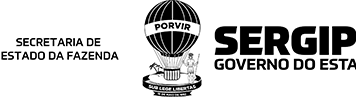 SECRETARIA DE
ESTADO DA FAZENDA
PORVIR
SUB LEGE LIBERTAS
SERGIP
GOVERNO DO ESTA